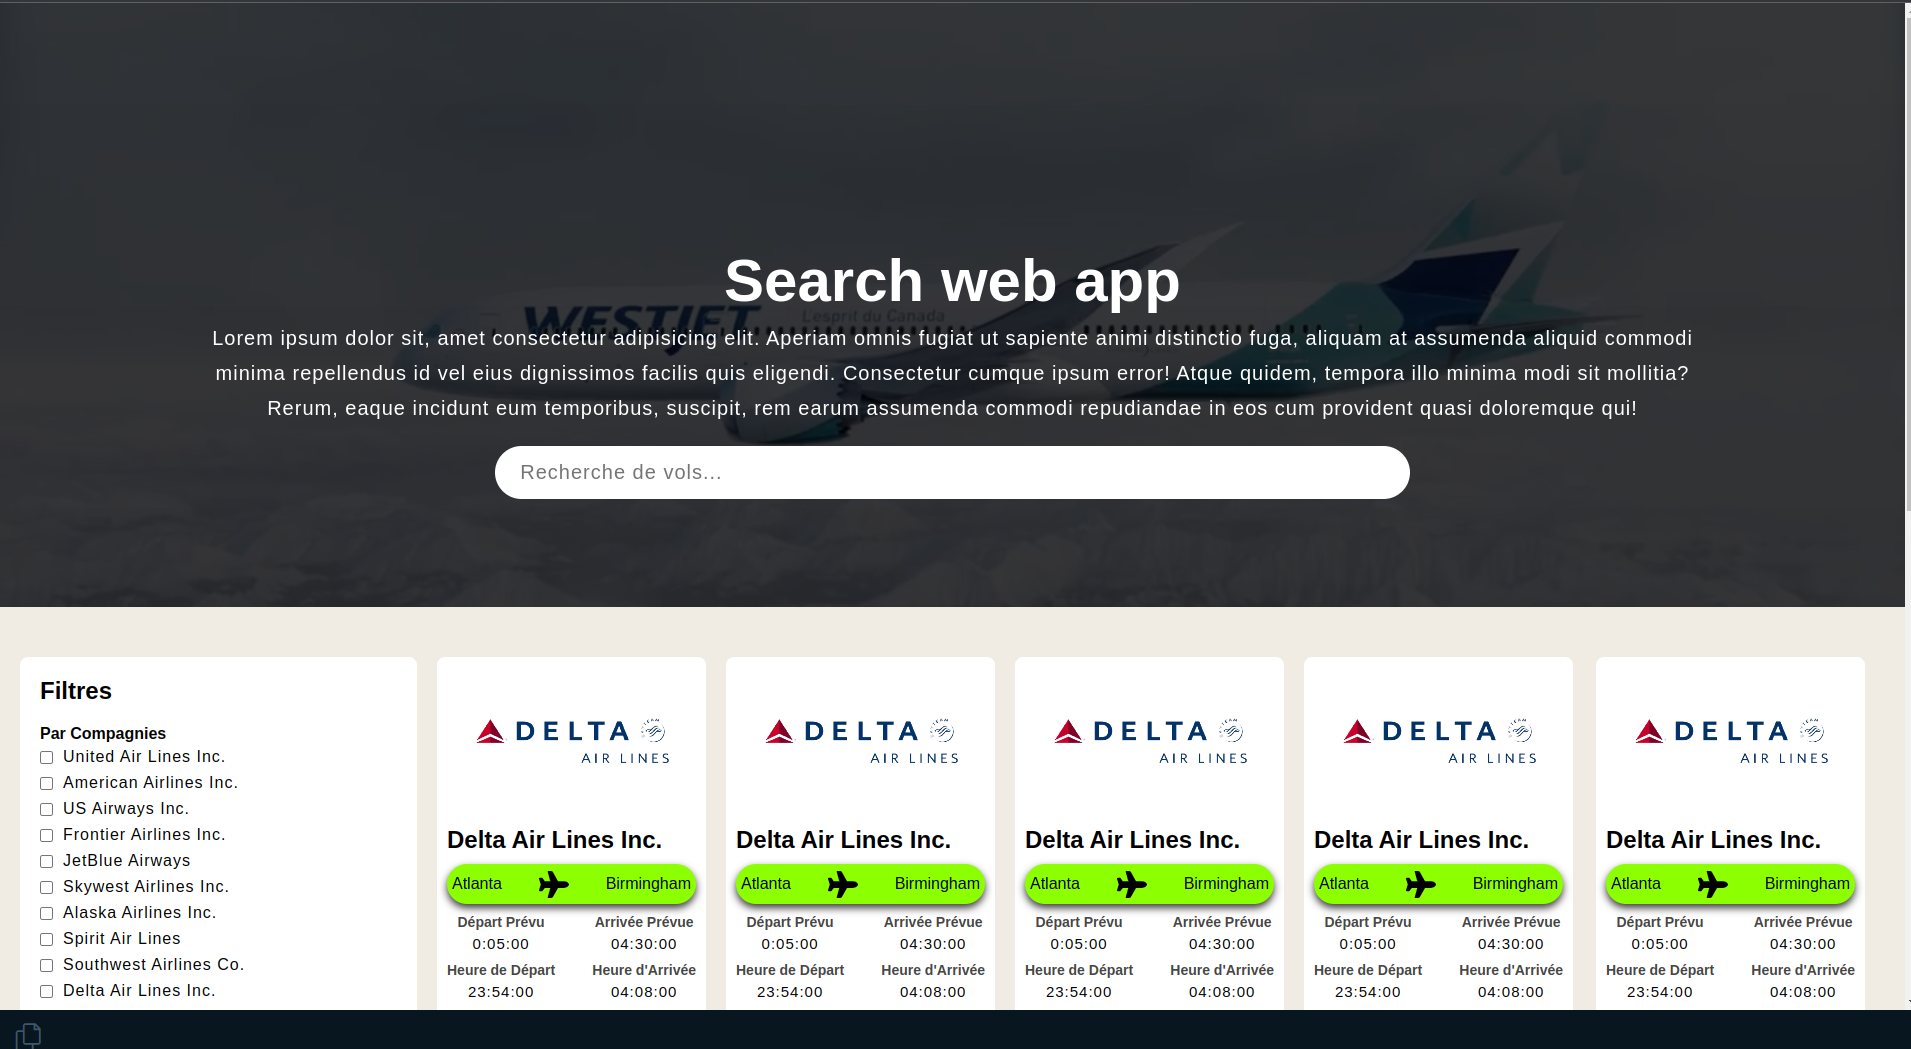 WESTJET
L'esprit du Canada
Search web app
Lorem ipsum dolor sit, amet consectetur adipisicing elit. Aperiam omnis fugiat ut sapiente animi distinctio fuga, aliquam at assumenda aliquid commodi
minima repellendus id vel eius dignissimos facilis quis eligendi. Consectetur cumque ipsum error! Atque quidem, tempora illo minima modi sit mollitia?
Rerum, eaque incidunt eum temporibus, suscipit, rem earum assumenda commodi repudiandae in eos cum provident quasi doloremque qui!
Recherche de vols...
Filtres
Par Compagnies
United Air Lines Inc.
American Airlines Inc.
US Airways Inc.
Frontier Airlines Inc.
JetBlue Airways
Skywest Airlines Inc.
Alaska Airlines Inc.
Spirit Air Lines
Southwest Airlines Co.
Delta Air Lines Inc.
DELTA
AIR LINES
Delta Air Lines Inc.
Atlanta Birmingham
Départ Prévu Arrivée Prévue
0:05:00 04:30:00
Heure de Départ Heure d'Arrivée
23:54:00 04:08:00
DELTA
AIR LINES
Delta Air Lines Inc.
Atlanta Birmingham
Départ Prévu Arrivée Prévue
0:05:00 04:30:00
Heure de Départ Heure d'Arrivée
23:54:00 04:08:00
DELTA
AIR LINES
Delta Air Lines Inc.
Atlanta Birmingham
Départ Prévu Arrivée Prévue
0:05:00 04:30:00
Heure de Départ Heure d'Arrivée
23:54:00 04:08:00
DELTA
AIR LINES
Delta Air Lines Inc.
Atlanta Birmingham
Départ Prévu Arrivée Prévue
0:05:00 04:30:00
Heure de Départ Heure d'Arrivée
23:54:00 04:08:00
DELTA
AIR LINES
Delta Air Lines Inc.
Atlanta Birmingham
Départ Prévu Arrivée Prévue
0:05:00 04:30:00
Heure de Départ Heure d'Arrivée
23:54:00 04:08:00